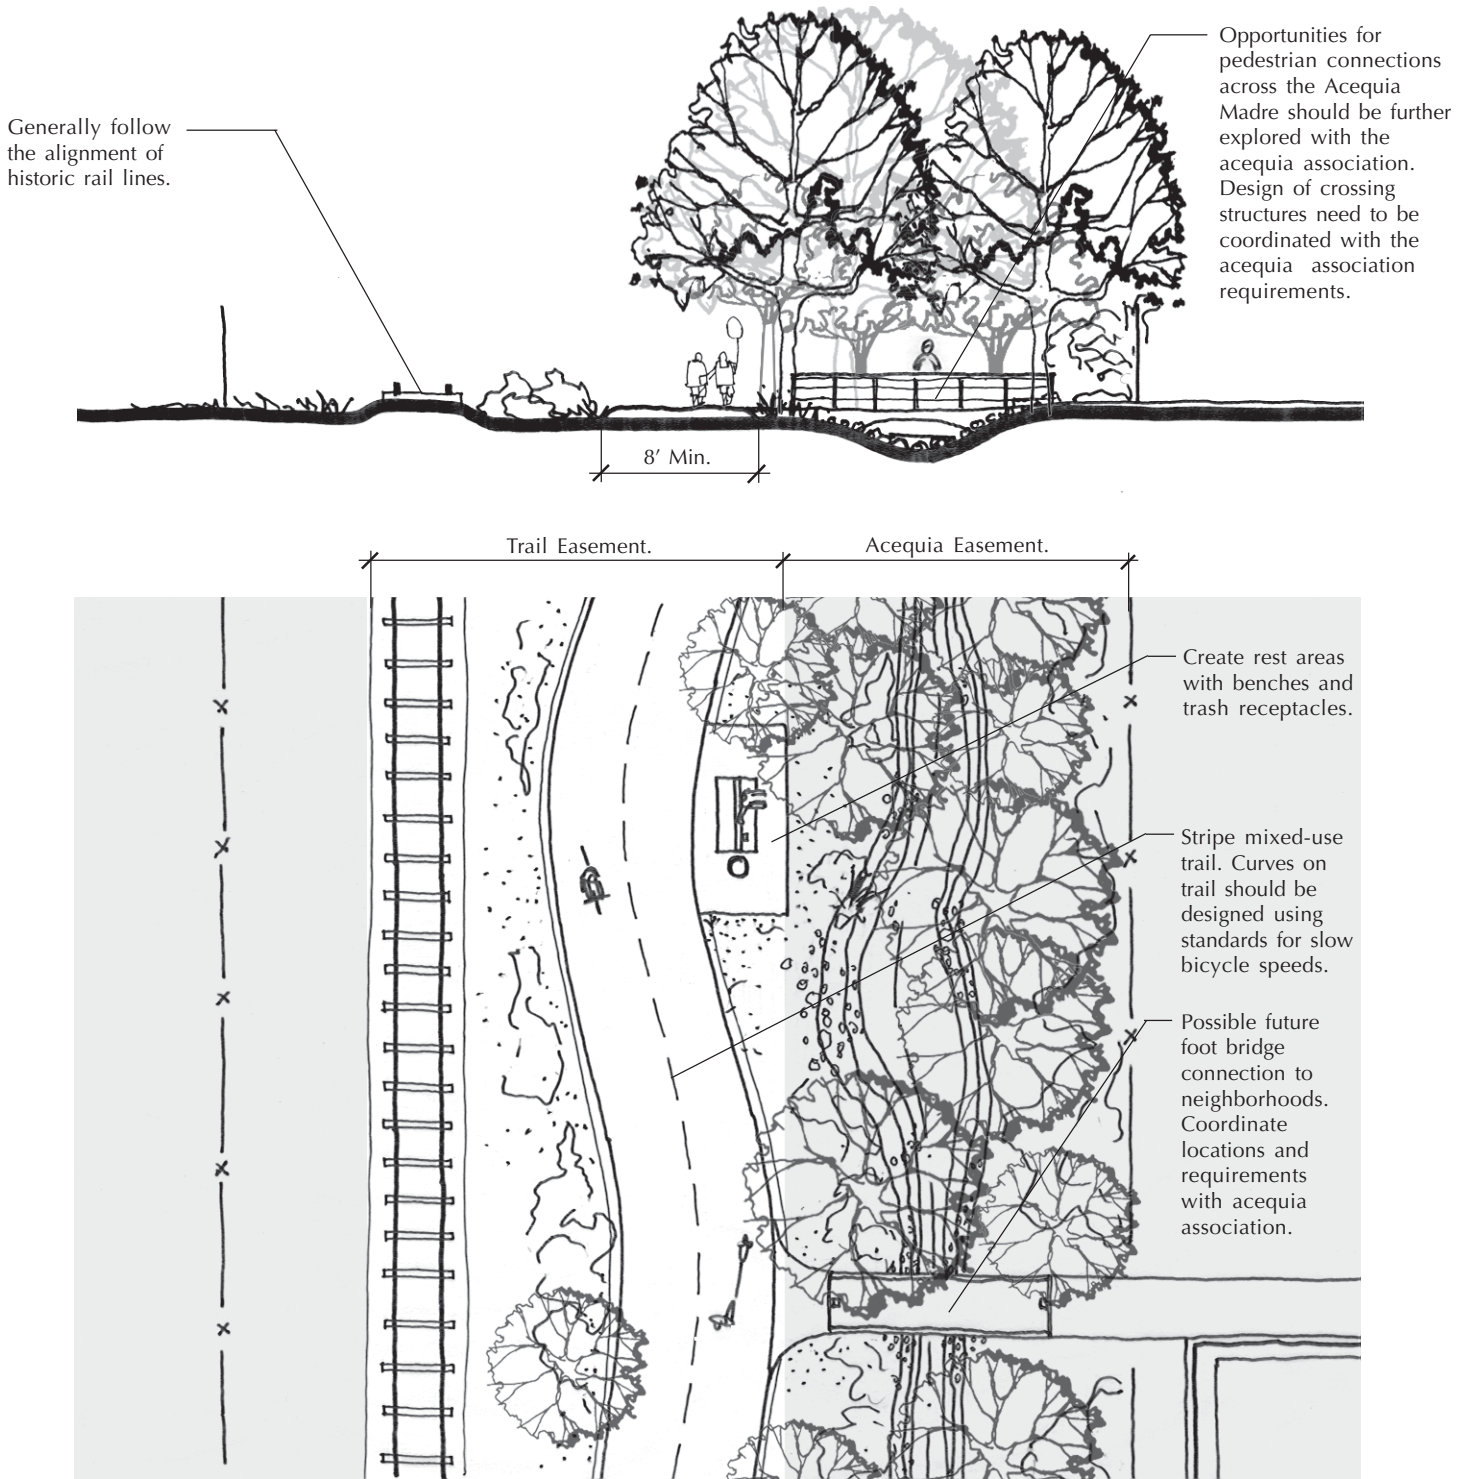 Generally follow
the alignment of
historic rail lines.
Opportunities for
pedestrian connections
across the Acequia
Madre should be further
explored with the
acequia association.
Design of crossing
structures need to be
coordinated with the
acequia association
requirements.
8' Min.
Trail Easement.
Acequia Easement.
Create rest areas
with benches and
trash receptacles.
Stripe mixed-use
trail. Curves on
trail should be
designed using
standards for slow
bicycle speeds.
Possible future
foot bridge
connection to
neighborhoods.
Coordinate
locations and
requirements
with acequia
association.